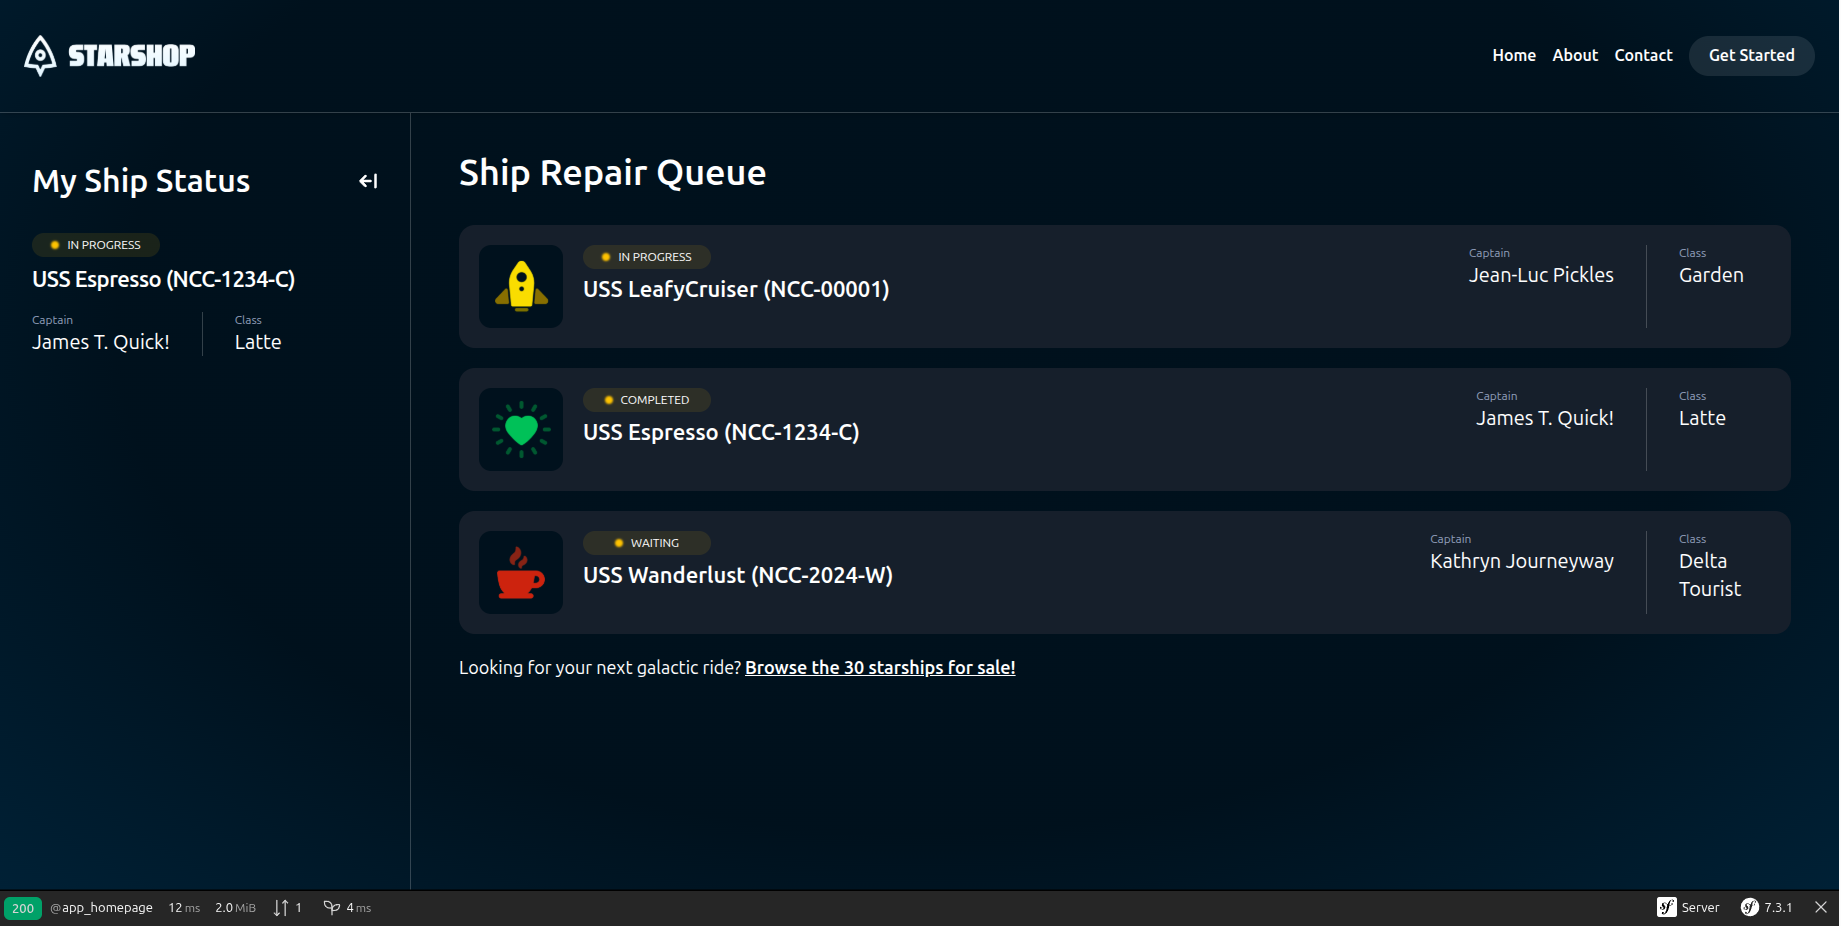 STARSHOP
Home About Contact Get Started
My Ship Status
IN PROGRESS
USS Espresso (NCC-1234-C)
Captain
James T. Quick!
Class
Latte
Ship Repair Queue
IN PROGRESS
USS LeafyCruiser (NCC-00001)
Captain
Jean-Luc Pickles
Class
Garden
COMPLETED
USS Espresso (NCC-1234-C)
Captain
James T. Quick!
Class
Latte
WAITING
USS Wanderlust (NCC-2024-W)
Captain
Kathryn Journeyway
Class
Delta
Tourist
Looking for your next galactic ride? Browse the 30 starships for sale!
200 @app_homepage 12 ms 2.0 MiB 1 4 ms sf Server sf 7.3.1